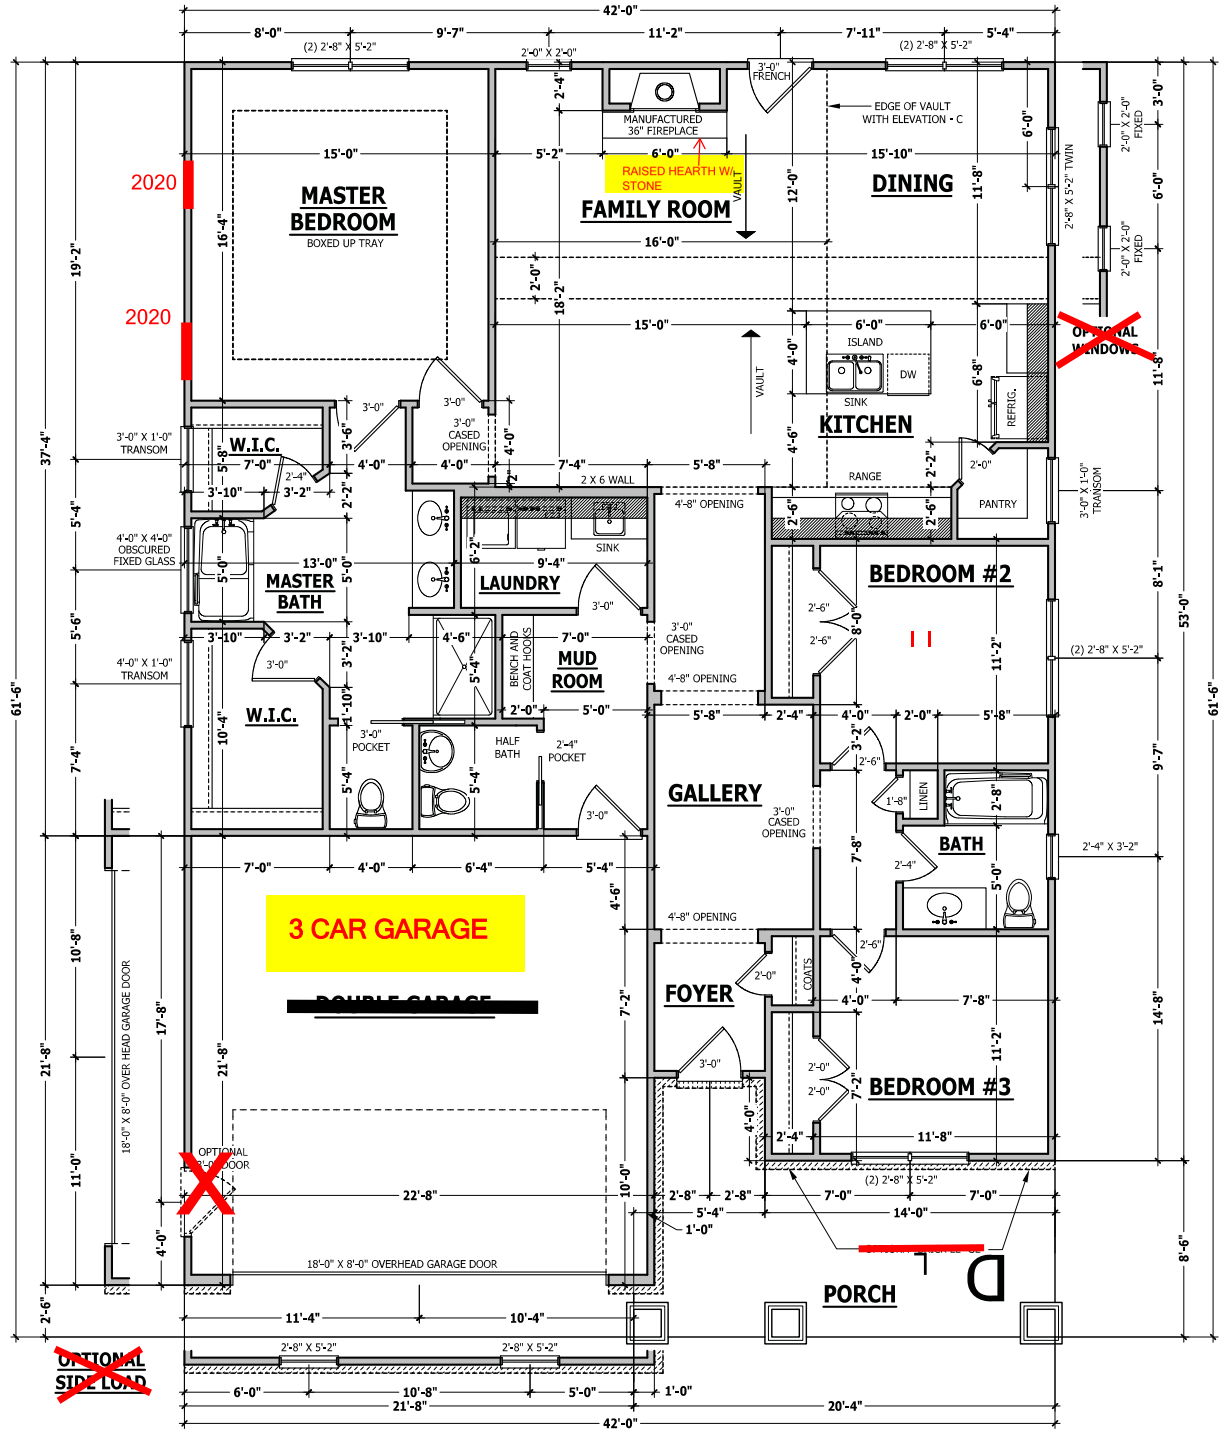 42'-0"
8'-0" 9'-7" 11'-2" 7'-11" 5'-4"
(2) 2'-8" X 5'-2" 2'-0" X 2'-0" (2) 2'-8" X 5'-2"
3'-0"
FRENCH
2'-4"
MANUFACTURED
36" FIREPLACE
EDGE OF VAULT
WITH ELEVATION - C
6'-0"
3'-0"
2'-0" X 2'-0"
FIXED
15'-0" 5'-2" 6'-0" 15'-10"
RAISED HEARTH W/
STONE
2020
MASTER
BEDROOM
BOXED UP TRAY
FAMILY ROOM
DINING
VAULT
12'-0"
11'-8"
2'-8" X 5'-2" TWIN
6'-0"
16'-4"
16'-0"
19'-2"
2'-0"
18'-2"
2'-0" X 2'-0"
FIXED
2020
15'-0" 6'-0" 6'-0"
ISLAND
DW
SINK
4'-0"
6'-8"
VAULT
REFRIG.
OPTIONAL
WINDOWS
11'-8"
KITCHEN
3'-0"
3'-0"
CASED
OPENING
4'-0"
3'-6"
4'-6"
37'-4"
3'-0" X 1'-0"
TRANSOM
W.I.C.
5'-8"
7'-0" 4'-0" 4'-0" 7'-4" 5'-8"
2'-4"
2'-2"
2'-0"
2'-2"
RANGE
2 X 6 WALL
3'-10" 3'-2"
4'-8" OPENING
2'-6"
2'-6"
PANTRY
3'-0" X 1'-0"
TRANSOM
5'-4"
4'-0" X 4'-0"
OBSCURED
FIXED GLASS
5'-0"
13'-0"
5'-0"
6'-2"
SINK
9'-4"
MASTER
BATH
LAUNDRY
3'-0"
BEDROOM #2
8'-1"
2'-6"
2'-6"
8'-0"
11'-2"
53'-0"
5'-6"
3'-10" 3'-2" 3'-10" 4'-6" 7'-0"
3'-0"
CASED
OPENING
(2) 2'-8" X 5'-2"
4'-0" X 1'-0"
TRANSOM
3'-0"
3'-2"
5'-4"
BENCH AND
COAT HOOKS
MUD
ROOM
4'-8" OPENING
61'-6"
61'-6"
W.I.C.
10'-4"
1'-10"
2'-0" 5'-0" 5'-8" 2'-4" 4'-0" 2'-0" 5'-8"
3'-0"
POCKET
HALF
BATH
2'-4"
POCKET
3'-2"
2'-6"
7'-4"
5'-4"
5'-4"
9'-7"
GALLERY
1'-8"
LINEN
2'-8"
3'-0"
3'-0"
CASED
OPENING
BATH
2'-4" X 3'-2"
7'-8"
2'-4"
7'-0" 4'-0" 6'-4" 5'-4"
4'-6"
5'-0"
3 CAR GARAGE
4'-8" OPENING
2'-6"
10'-8"
18'-0" X 8'-0" OVER HEAD GARAGE DOOR
17'-8"
FOYER
2'-0"
COATS
4'-0"
4'-0" 7'-8"
DOUBLE GARAGE
7'-2"
14'-8"
21'-8"
21'-8"
3'-0"
2'-0"
2'-0"
7'-2"
11'-2"
BEDROOM #3
4'-0"
2'-4" 11'-8"
OPTIONAL
3'-0" DOOR
11'-0"
10'-0"
(2) 2'-8" X 5'-2"
22'-8" 2'-8" 2'-8" 7'-0" 7'-0"
5'-4" 14'-0"
1'-0"
4'-0"
8'-6"
18'-0" X 8'-0" OVERHEAD GARAGE DOOR
D
PORCH
2'-6"
11'-4" 10'-4"
OPTIONAL
SIDE LOAD
2'-8" X 5'-2" 2'-8" X 5'-2"
6'-0" 10'-8" 5'-0" 1'-0"
21'-8" 20'-4"
42'-0"